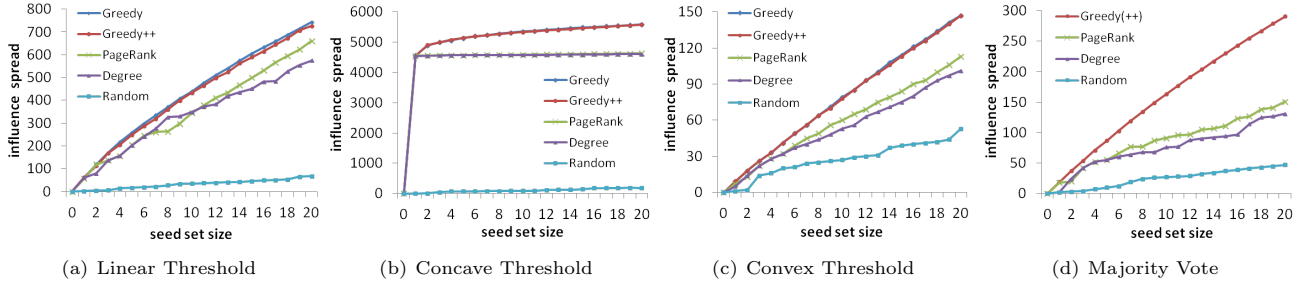 influence spread
800
700
600
500
400
300
200
100
0
Greedy
Greedy++
PageRank
Degree
Random
0 2 4 6 8 10 12 14 16 18 20
seed set size
(a) Linear Threshold
influence spread
6000
5000
4000
3000
2000
1000
0
Greedy
Greedy++
PageRank
Degree
Random
0 2 4 6 8 10 12 14 16 18 20
seed set size
(b) Concave Threshold
influence spread
150
120
90
60
30
0
Greedy
Greedy++
PageRank
Degree
Random
0 2 4 6 8 10 12 14 16 18 20
seed set size
(c) Convex Threshold
influence spread
300
250
200
150
100
50
0
Greedy(++)
PageRank
Degree
Random
0 2 4 6 8 10 12 14 16 18 20
seed set size
(d) Majority Vote